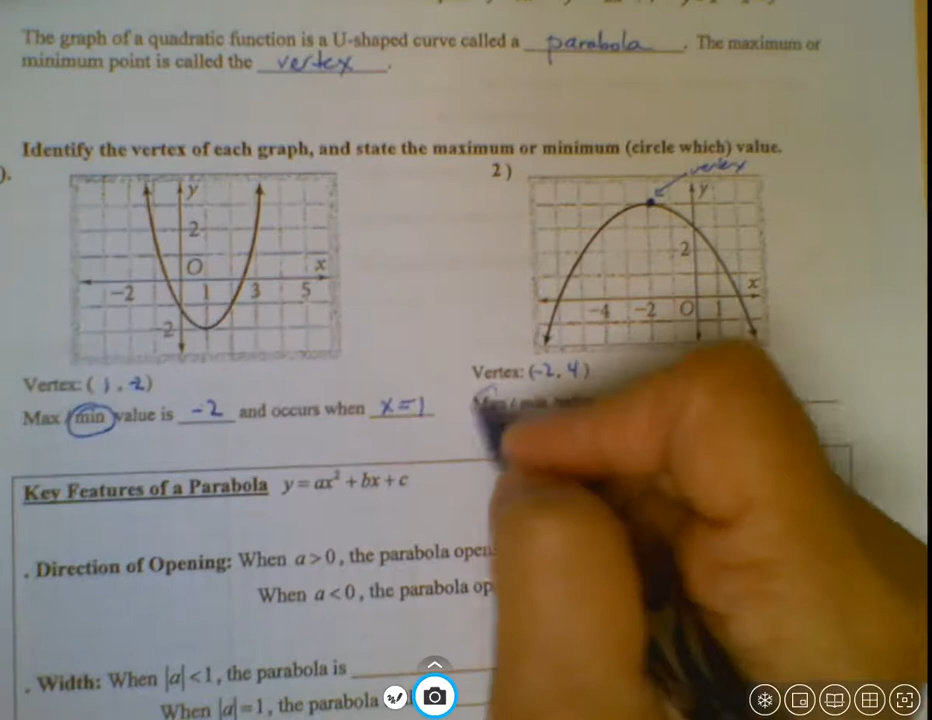 The graph of a quadratic function is a U-shaped curve called a parabola. The maximum or
minimum point is called the vertex.
Identify the vertex of each graph, and state the maximum or minimum (circle which) value.
).
2)
vertex
y
2
O
x
-2
1
3
5
-2
y
2
x
-4
-2
O
1
Vertex: (1, -2)
Vertex: (-2, 4)
Max / min value is -2 and occurs when x=1
Key Features of a Parabola y = ax² + bx + c
. Direction of Opening: When a > 0, the parabola open
When a < 0, the parabola op
. Width: When |a| < 1, the parabola is
When |a| = 1, the parabola